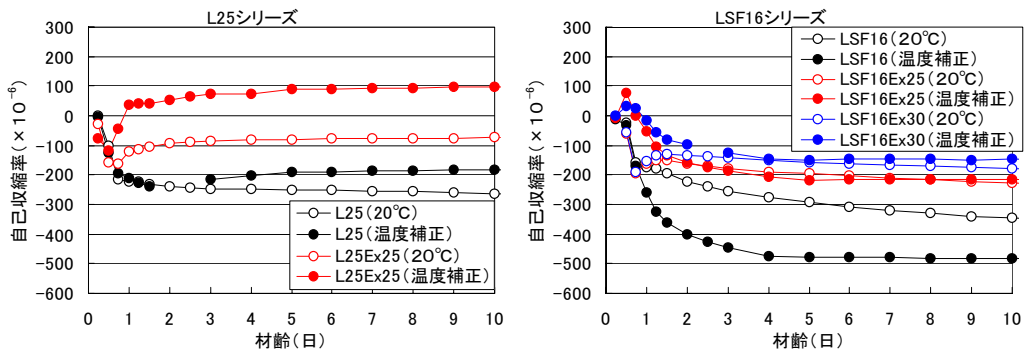 L25シリーズ
300
200
100
0
-100
-200
-300
-400
-500
-600
自己収縮率(×10⁻⁶)
0 1 2 3 4 5 6 7 8 9 10
材齢(日)
L25(20℃)
L25(温度補正)
L25Ex25(20℃)
L25Ex25(温度補正)
LSF16シリーズ
300
200
100
0
-100
-200
-300
-400
-500
-600
自己収縮率(×10⁻⁶)
0 1 2 3 4 5 6 7 8 9 10
材齢(日)
LSF16(20℃)
LSF16(温度補正)
LSF16Ex25(20℃)
LSF16Ex25(温度補正)
LSF16Ex30(20℃)
LSF16Ex30(温度補正)